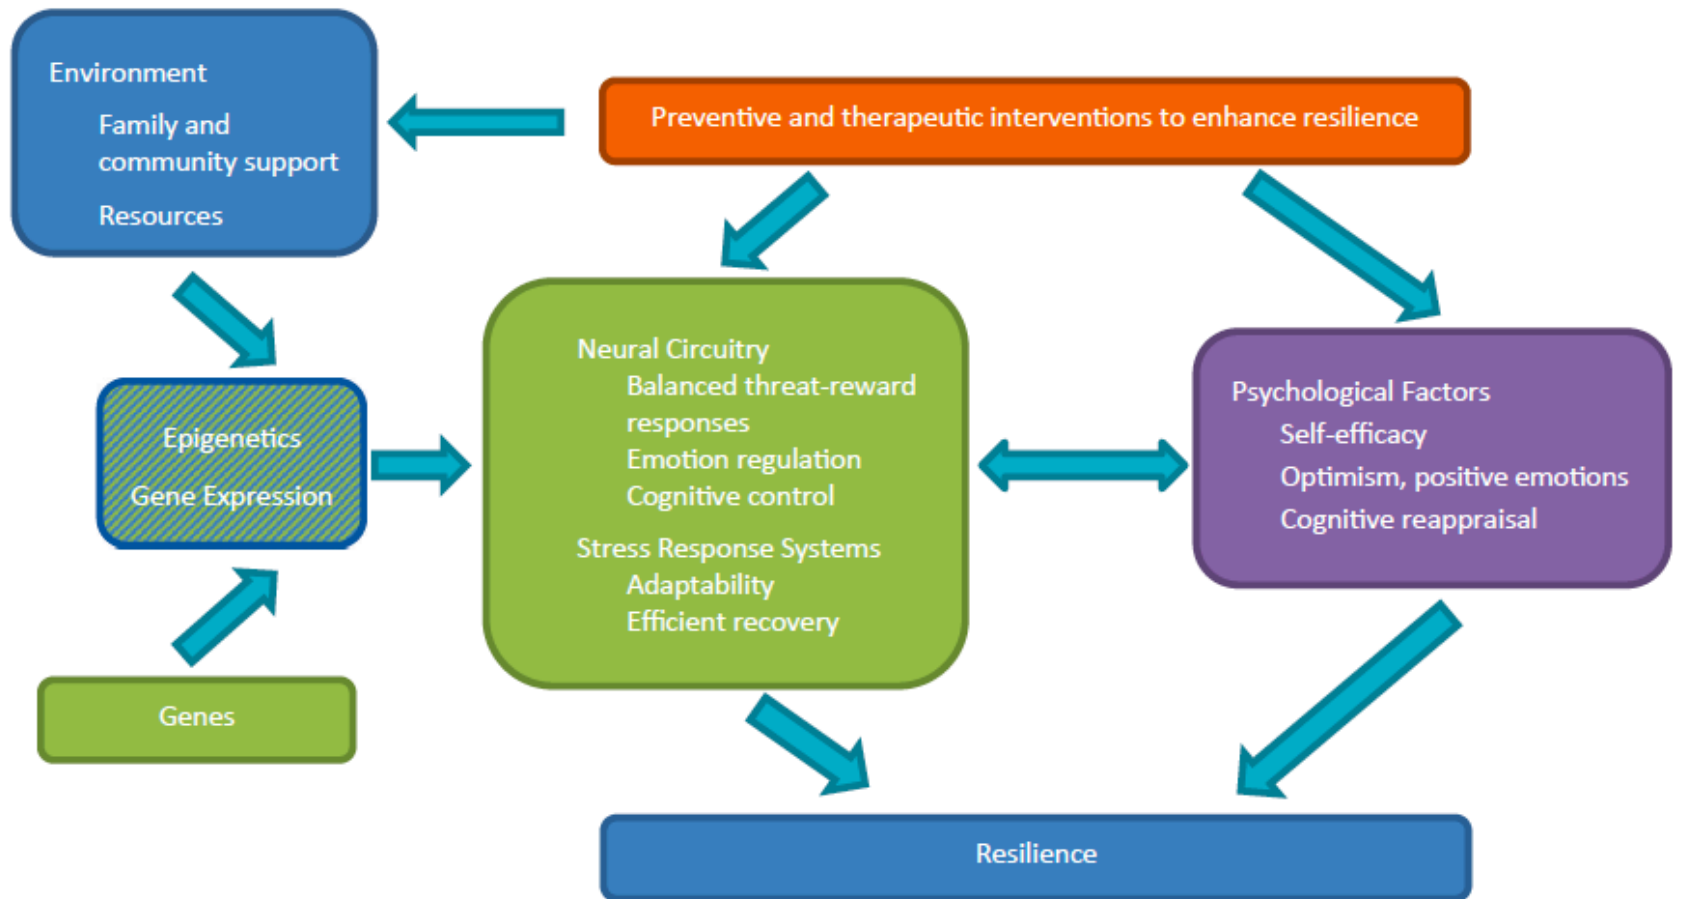 Environment
Family and
community support
Resources
Preventive and therapeutic interventions to enhance resilience
Epigenetics
Gene Expression
Genes
Neural Circuitry
Balanced threat-reward
responses
Emotion regulation
Cognitive control
Stress Response Systems
Adaptability
Efficient recovery
Psychological Factors
Self-efficacy
Optimism, positive emotions
Cognitive reappraisal
Resilience